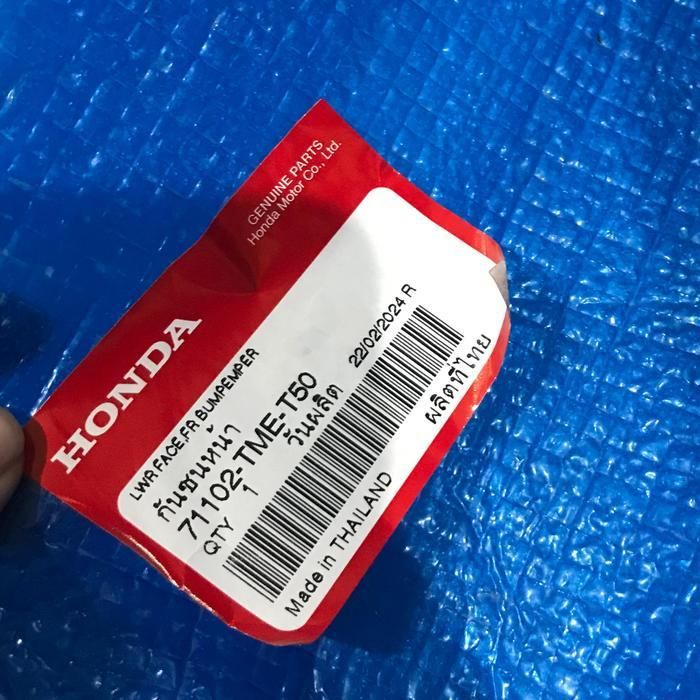 GENUINE PARTS
Honda Motor Co., Ltd.
HONDA
LWR.FACE,FR BUMPEMPER
กันชนหน้า
71102-TME-T50
QTY 1 วันผลิต 22/02/2024 R
Made in THAILAND ผลิตที่ไทย